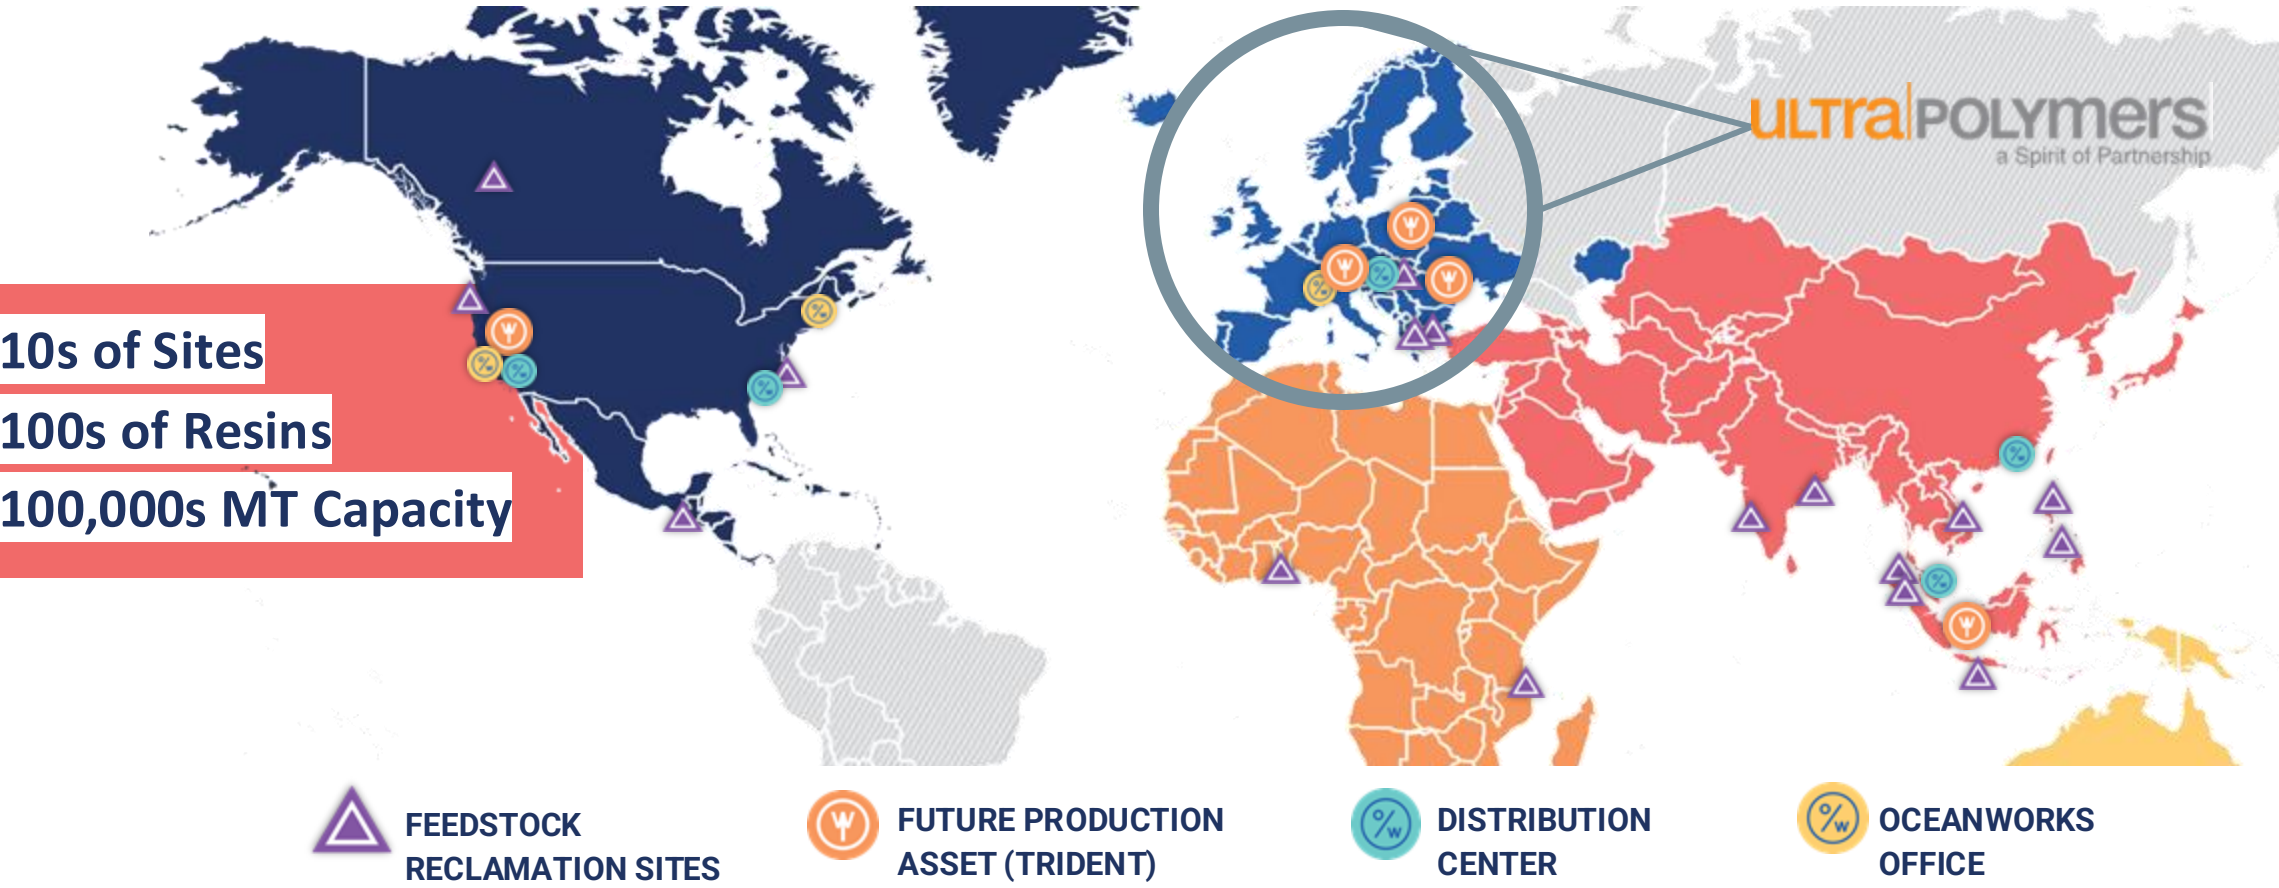 ULTra|POLYmers
a Spirit of Partnership
10s of Sites
100s of Resins
100,000s MT Capacity
FEEDSTOCK
RECLAMATION SITES
FUTURE PRODUCTION
ASSET (TRIDENT)
DISTRIBUTION
CENTER
OCEANWORKS
OFFICE